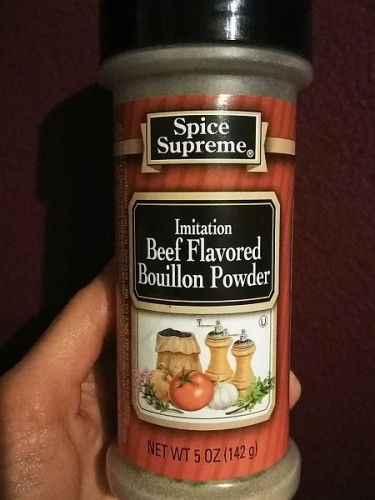 Spice
Supreme®
Imitation
Beef Flavored
Bouillon Powder
U
NET WT 5 OZ (142 g)